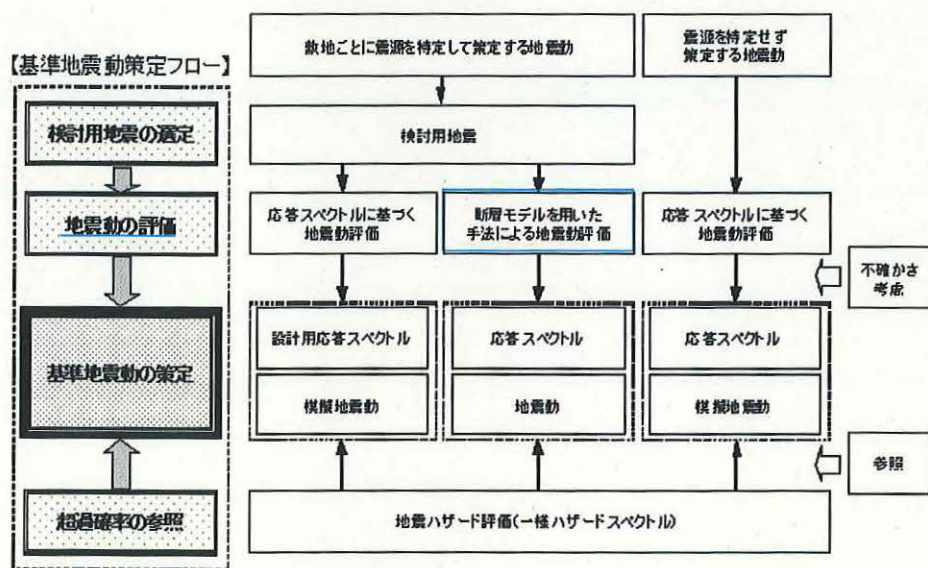 【基準地震動策定フロー】
検討用地震の選定
地震動の評価
基準地震動の策定
超過確率の参照
敷地ごとに震源を特定して策定する地震動
震源を特定せず
策定する地震動
検討用地震
応答スペクトルに基づく
地震動評価
断層モデルを用いた
手法による地震動評価
応答スペクトルに基づく
地震動評価
不確かさ
考慮
設計用応答スペクトル
模擬地震動
応答スペクトル
地震動
応答スペクトル
模擬地震動
参照
地震ハザード評価(一様ハザードスペクトル)